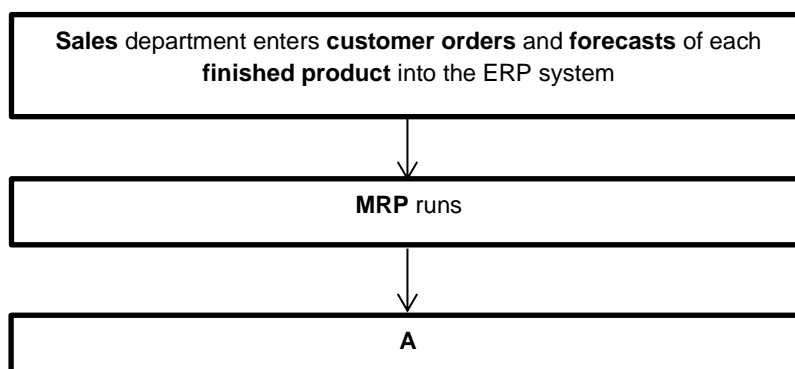 Sales department enters customer orders and forecasts of each
finished product into the ERP system
MRP runs
A